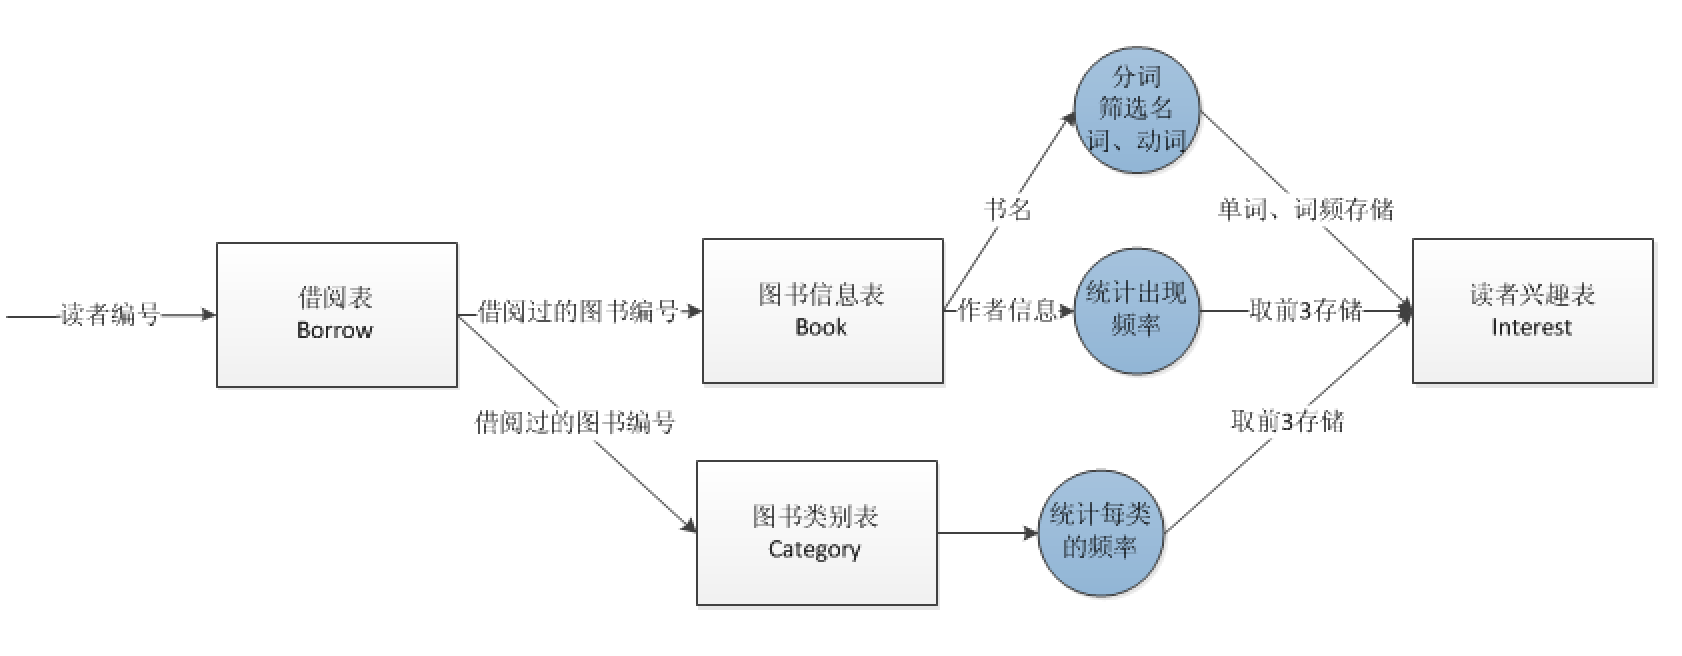 分词
筛选名
词、动词
书名
单词、词频存储
读者编号
借阅表
Borrow
借阅过的图书编号
图书信息表
Book
作者信息
统计出现
频率
取前3存储
读者兴趣表
Interest
借阅过的图书编号
取前3存储
图书类别表
Category
统计每类
的频率